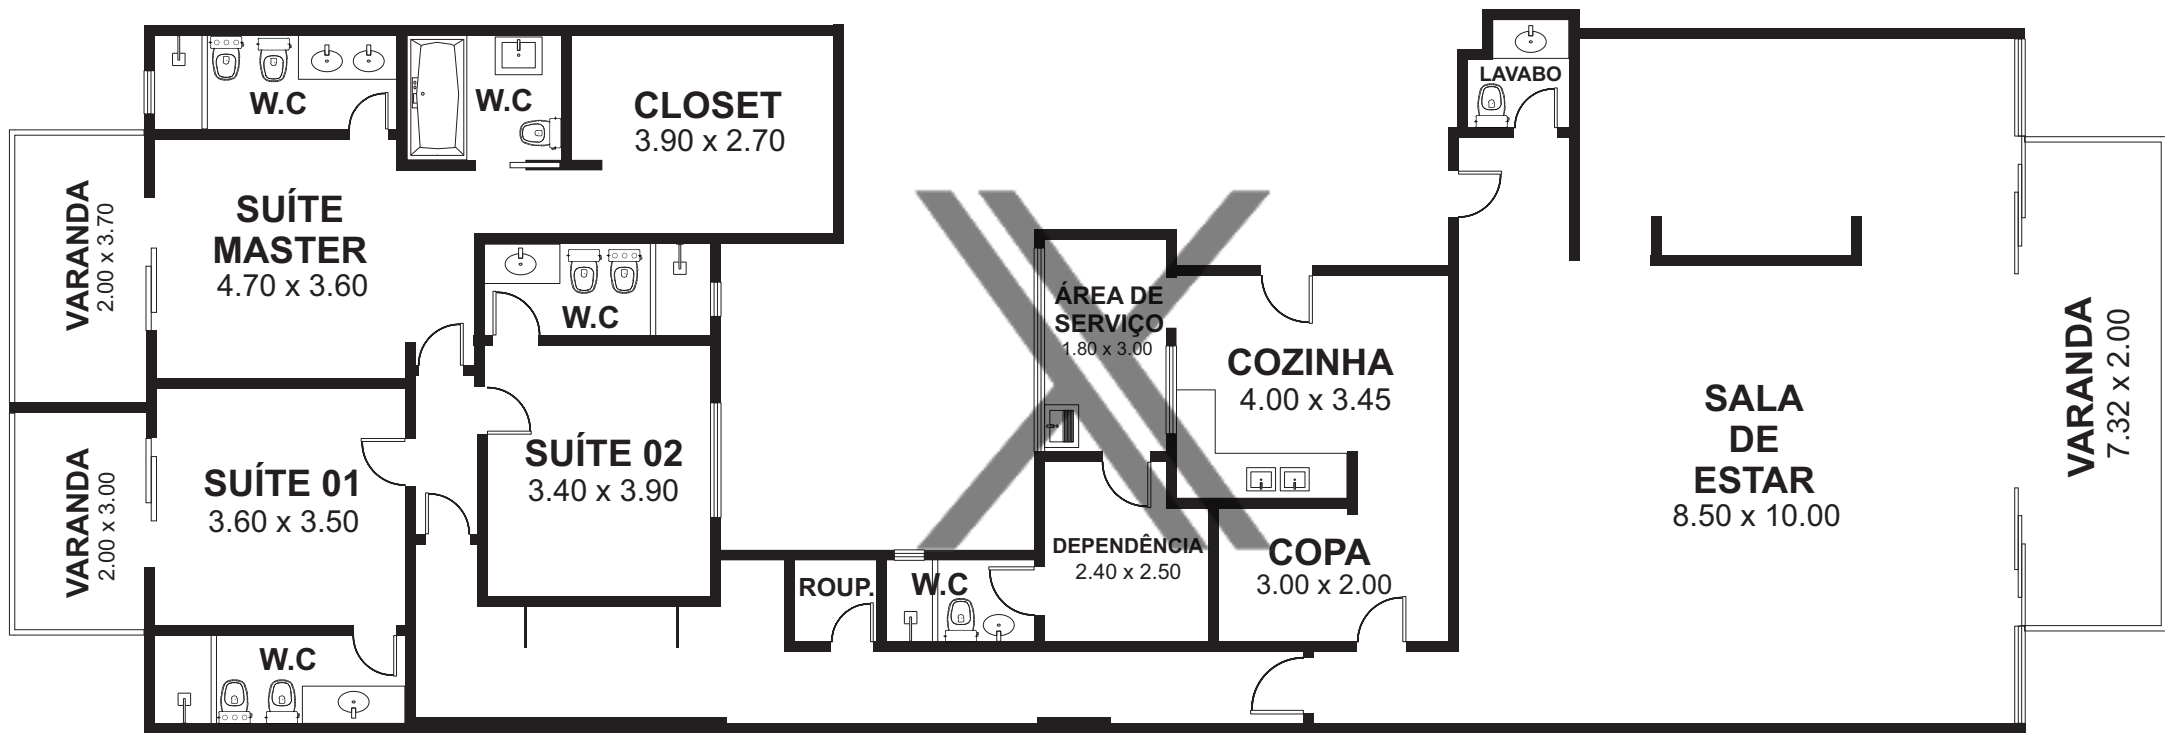 W.C
W.C
CLOSET
3.90 x 2.70
LAVABO
VARANDA
2.00 x 3.70
SUÍTE
MASTER
4.70 x 3.60
W.C
ÁREA DE
SERVIÇO
1.80 x 3.00
COZINHA
4.00 x 3.45
SALA
DE
ESTAR
8.50 x 10.00
VARANDA
7.32 x 2.00
VARANDA
2.00 x 3.00
SUÍTE 01
3.60 x 3.50
SUÍTE 02
3.40 x 3.90
ROUP.
W.C
DEPENDÊNCIA
2.40 x 2.50
COPA
3.00 x 2.00
W.C